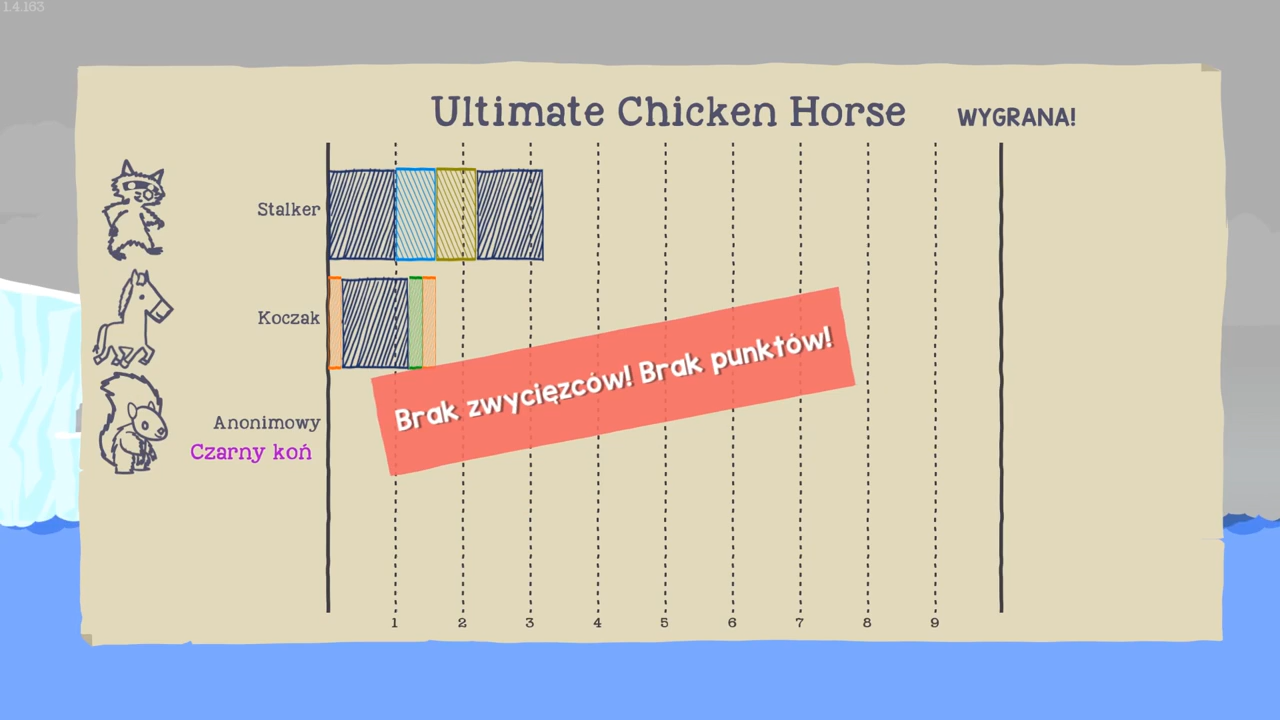 1.4.163
Ultimate Chicken Horse
WYGRANA!
Stalker
Koczak
Brak zwycięzców! Brak punktów!
Anonimowy
Czarny koń
1 2 3 4 5 6 7 8 9